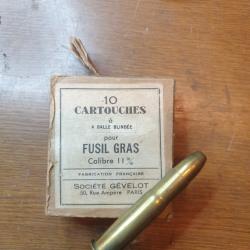 10
CARTOUCHES
à
A BALLE BLINDÉE
pour
FUSIL GRAS
Calibre 11 m/m
FABRICATION FRANÇAISE
SOCIÉTÉ GÉVELOT
50, Rue Ampère PARIS